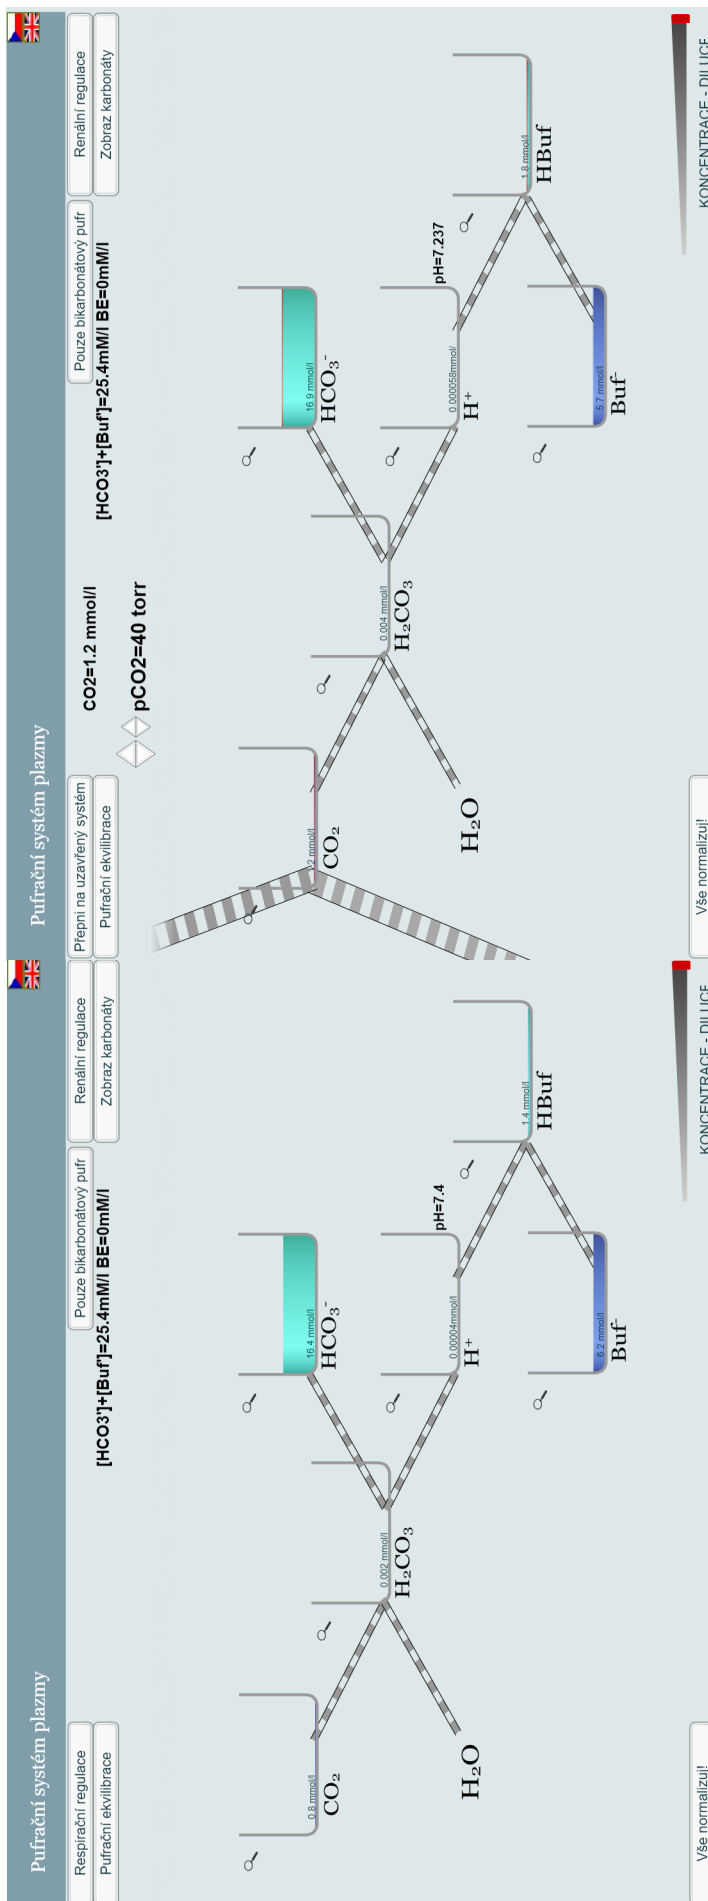 Pufrační systém plazmy
Respirační regulace
Pufrační ekvilibrace
Pouze bikarbonátový pufr
Renální regulace
Zobraz karbonáty
[HCO3']+[Buf']=25.4mM/l BE=0mM/l
0.8 mmol/l
CO₂
H₂O
0.002 mmol/l
H₂CO₃
16.4 mmol/l
HCO₃⁻
pH=7.4
0.00004mmol/l
H⁺
1.4 mmol/l
HBuf
6.2 mmol/l
Buf⁻
Vše normalizuj!
KONCENTRACE - DILUCE
Pufrační systém plazmy
Přepni na uzavřený systém
Pufrační ekvilibrace
Pouze bikarbonátový pufr
Renální regulace
Zobraz karbonáty
CO2=1.2 mmol/l
[HCO3']+[Buf']=25.4mM/l BE=0mM/l
pCO2=40 torr
.2 mmol/l
CO₂
H₂O
0.004 mmol/l
H₂CO₃
16.9 mmol/l
HCO₃⁻
pH=7.237
0.000058mmol/
H⁺
1.8 mmol/l
HBuf
5.7 mmol/l
Buf⁻
Vše normalizuj!
KONCENTRACE - DILUCE